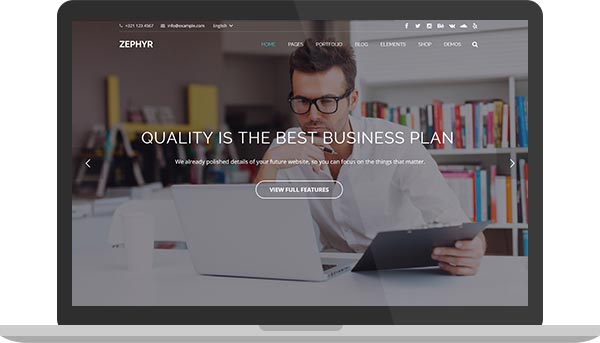 +321 123 4567 info@example.com English
ZEPHYR HOME PAGES PORTFOLIO BLOG ELEMENTS SHOP DEMOS
QUALITY IS THE BEST BUSINESS PLAN
We already polished details of your future website, so you can focus on the things that matter.
VIEW FULL FEATURES